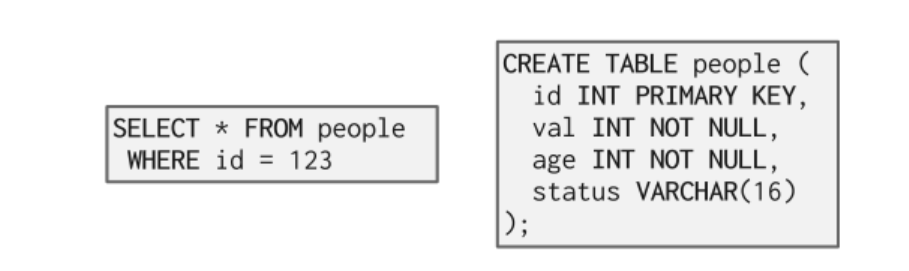 SELECT * FROM people
WHERE id = 123
CREATE TABLE people (
id INT PRIMARY KEY,
val INT NOT NULL,
age INT NOT NULL,
status VARCHAR(16)
);